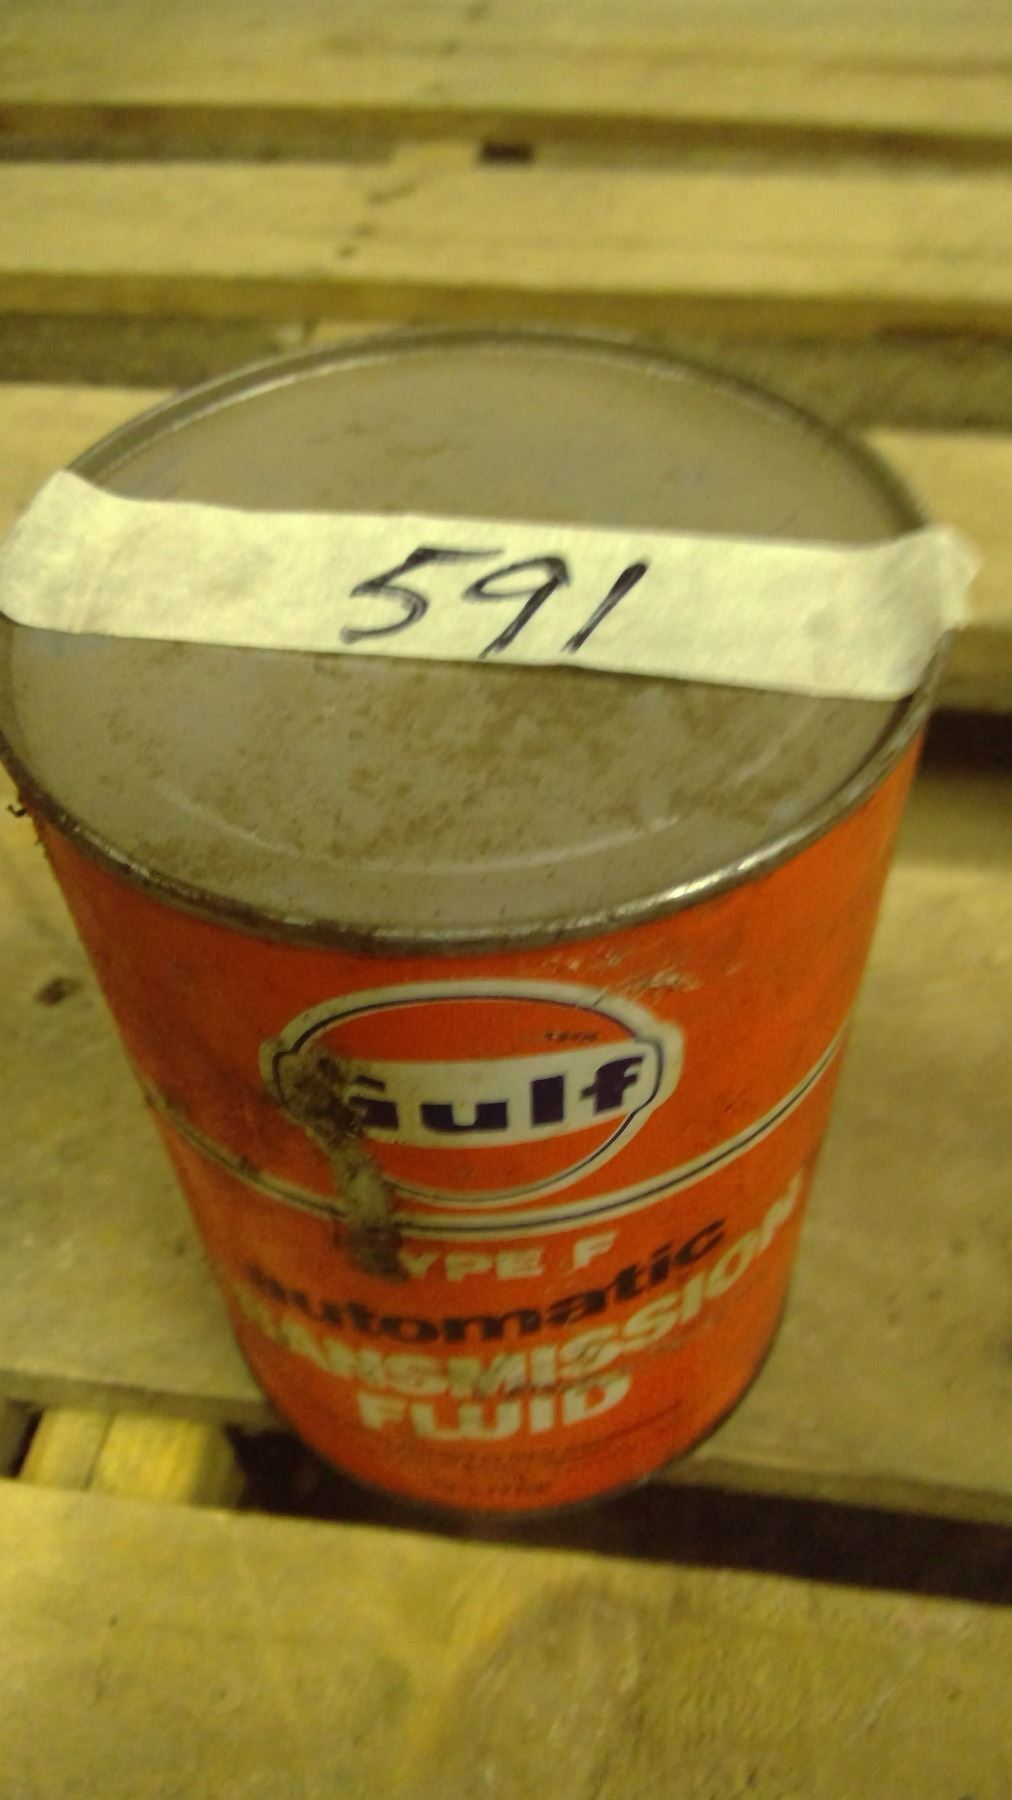 591
Gulf
TYPE F
automatic
TRANSMISSION
FLUID